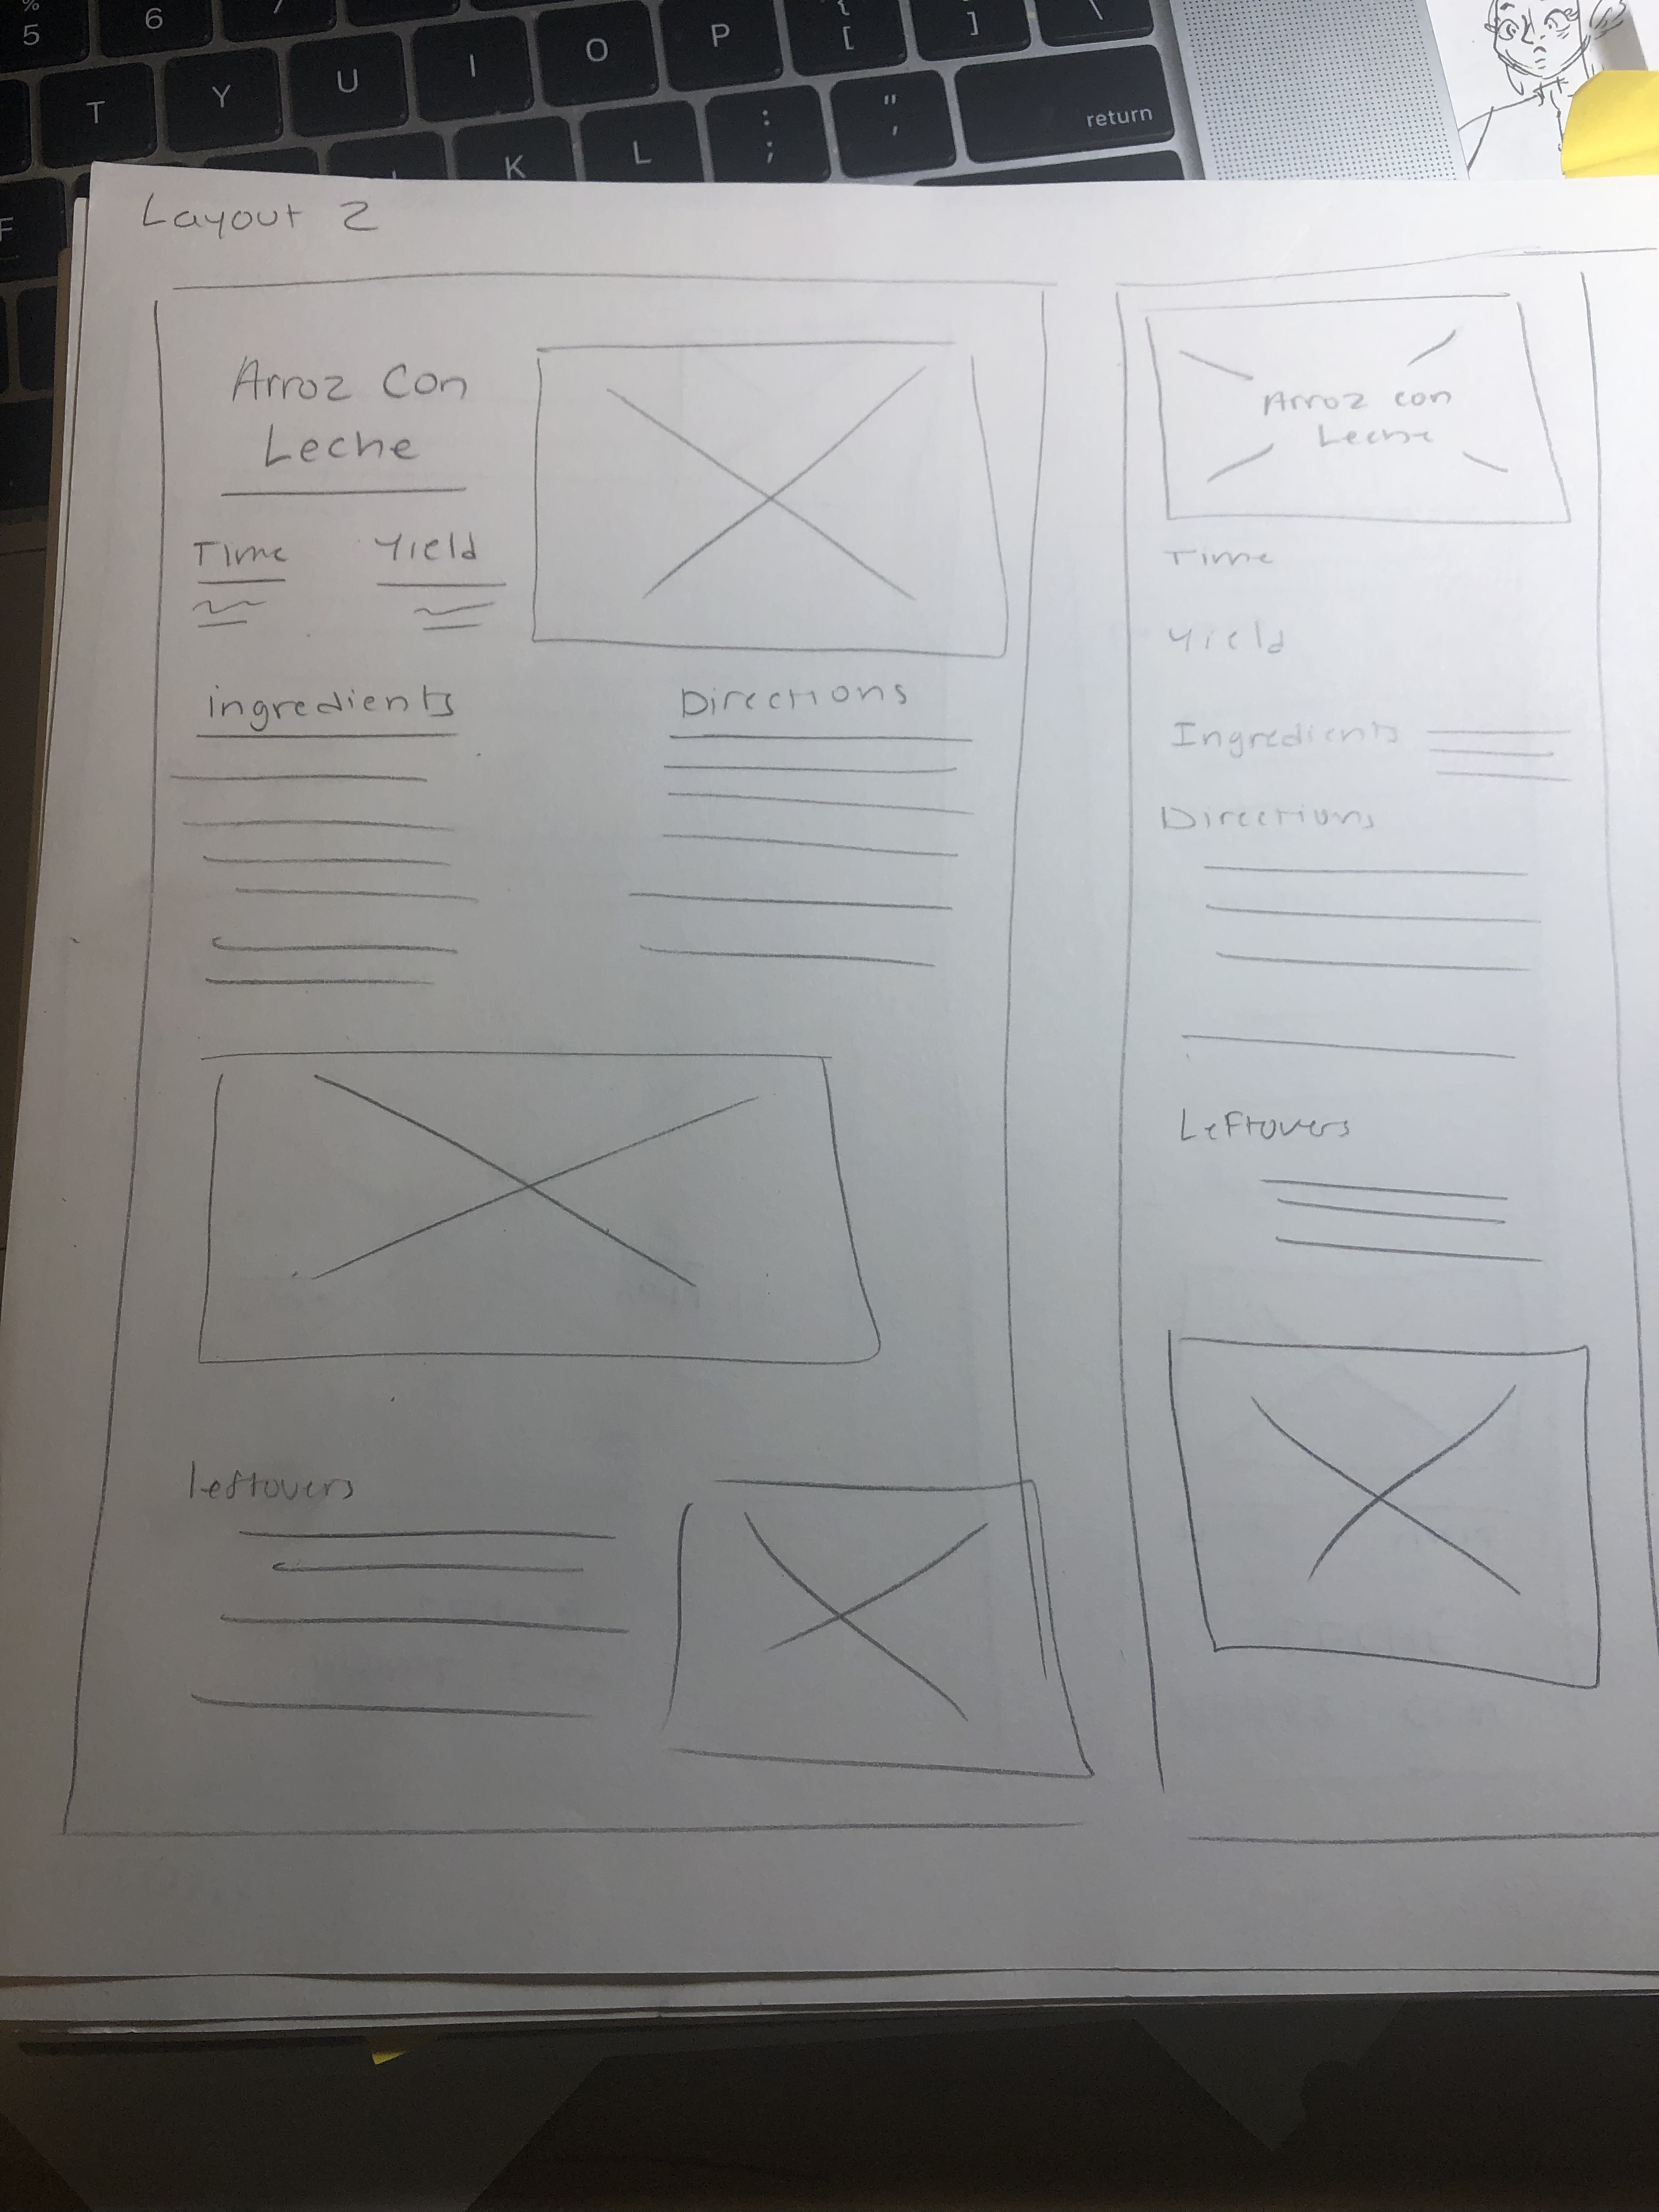 %
5
6
7
{
[
]
\
T
Y
U
I
O
P
:
;
"
'
return
F
K
L
Layout 2
Arroz Con
Leche
Time Yield
ingredients Directions
leftovers
Arroz con
Leche
Time
Yield
Ingredients
Directions
Leftovers